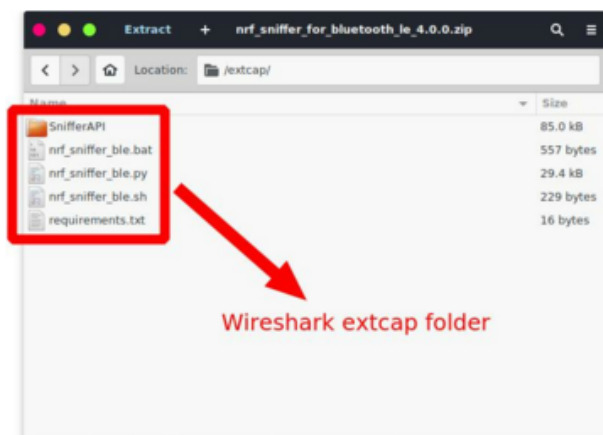 Extract + nrf_sniffer_for_bluetooth_le_4.0.0.zip
Location: /extcap/
Name Size
SnifferAPI 85.0 kB
nrf_sniffer_ble.bat 557 bytes
nrf_sniffer_ble.py 29.4 kB
nrf_sniffer_ble.sh 229 bytes
requirements.txt 16 bytes
Wireshark extcap folder